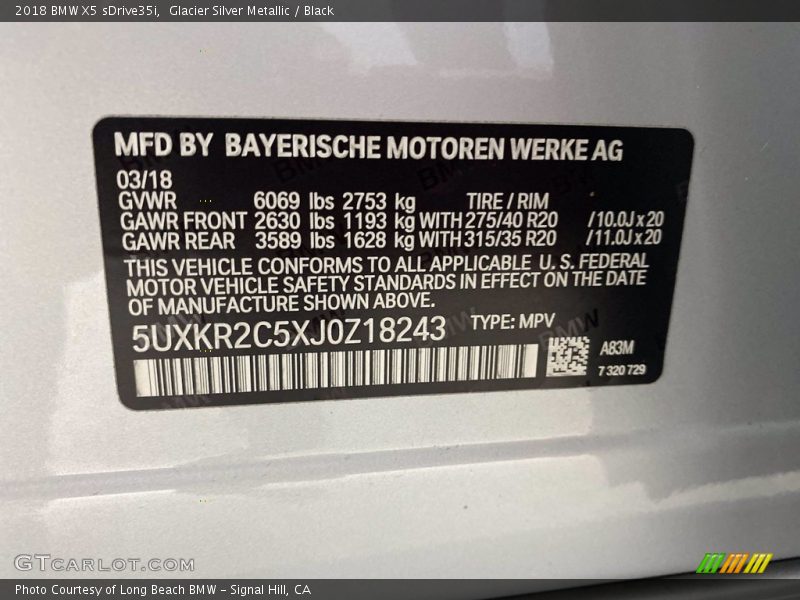 2018 BMW X5 sDrive35i, Glacier Silver Metallic / Black
MFD BY BAYERISCHE MOTOREN WERKE AG
03/18
GVWR 6069 lbs 2753 kg TIRE / RIM
GAWR FRONT 2630 lbs 1193 kg WITH 275/40 R20 /10.0J x 20
GAWR REAR 3589 lbs 1628 kg WITH 315/35 R20 /11.0J x 20
THIS VEHICLE CONFORMS TO ALL APPLICABLE U.S. FEDERAL
MOTOR VEHICLE SAFETY STANDARDS IN EFFECT ON THE DATE
OF MANUFACTURE SHOWN ABOVE.
5UXKR2C5XJ0Z18243 TYPE: MPV
A83M
7 320 729
GTCARLOT.COM
Photo Courtesy of Long Beach BMW – Signal Hill, CA